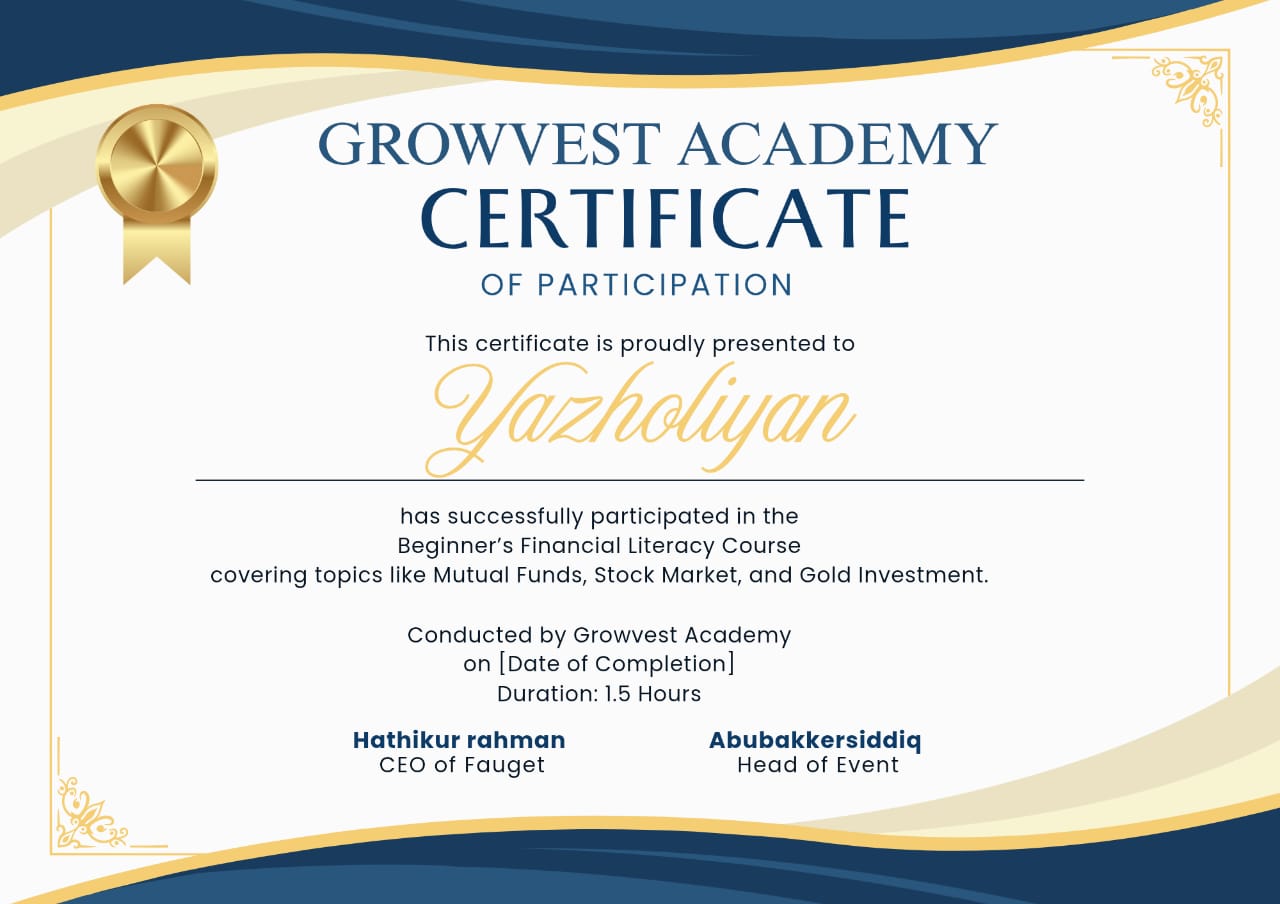 GROWVEST ACADEMY
CERTIFICATE
OF PARTICIPATION
This certificate is proudly presented to
Yazholiyan
has successfully participated in the
Beginner’s Financial Literacy Course
covering topics like Mutual Funds, Stock Market, and Gold Investment.
Conducted by Growvest Academy
on [Date of Completion]
Duration: 1.5 Hours
Hathikur rahman
CEO of Fauget
Abubakkersiddiq
Head of Event